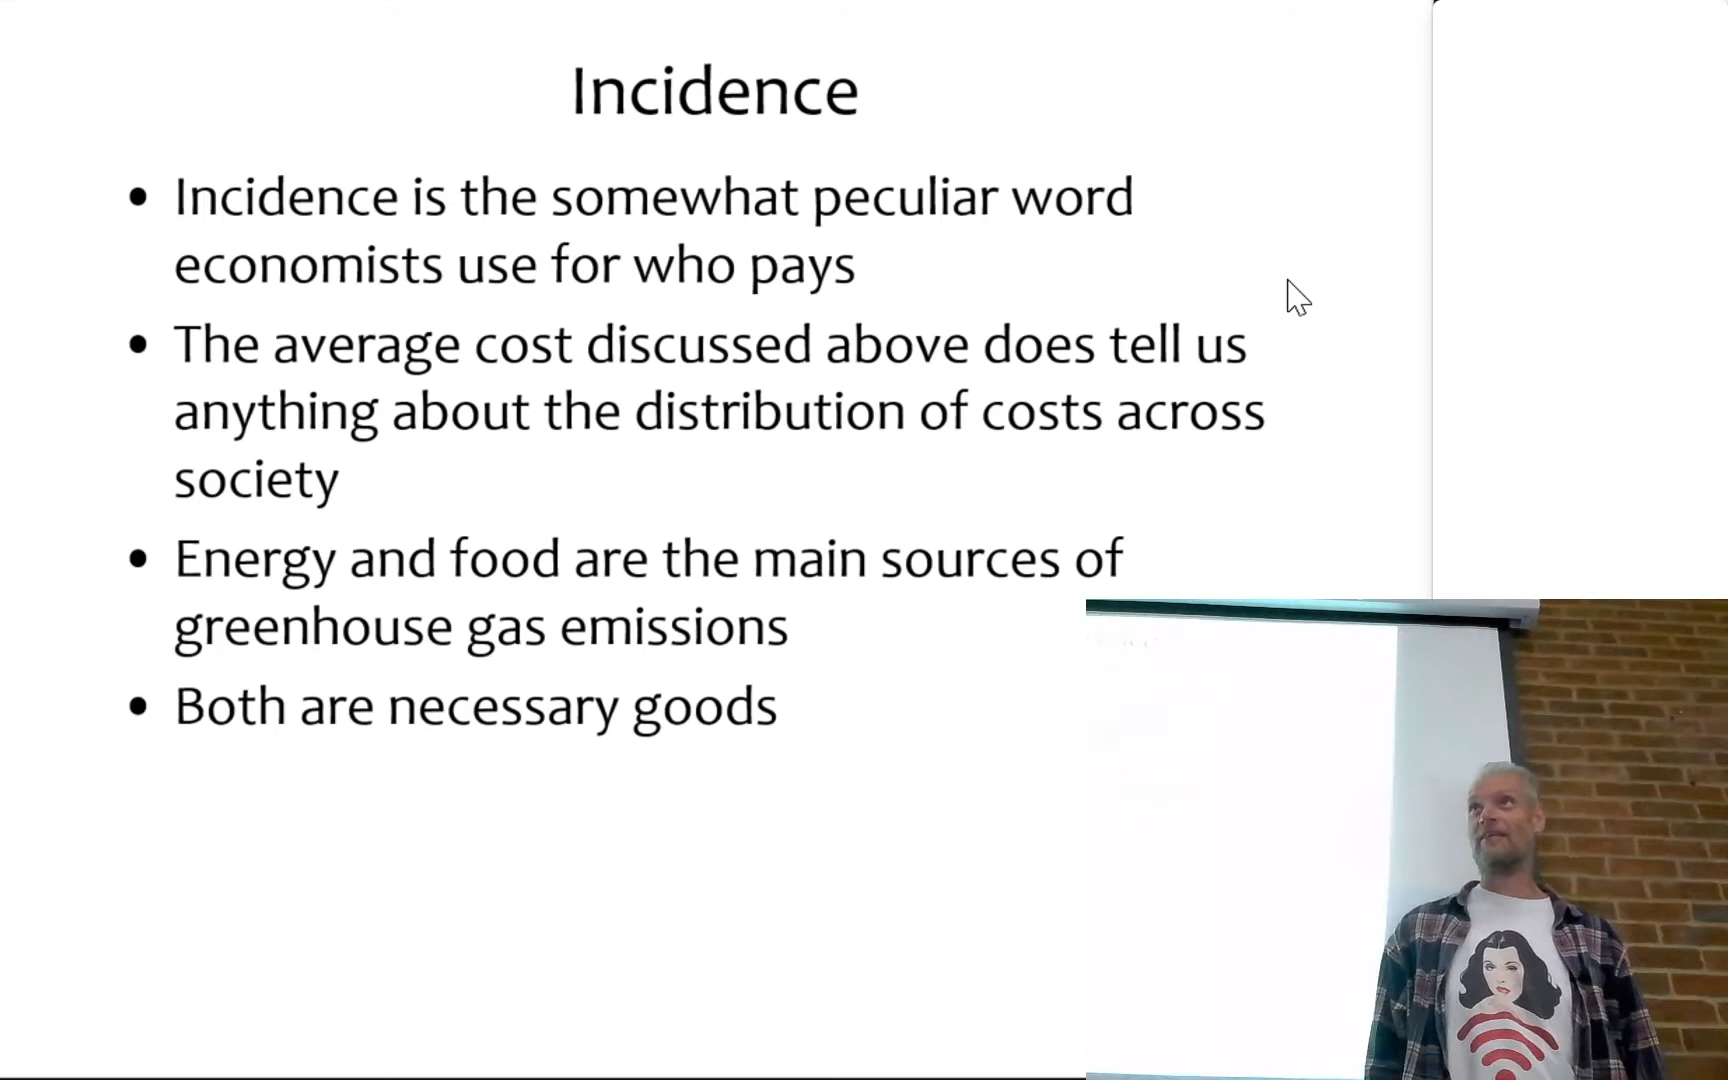 Incidence
• Incidence is the somewhat peculiar word
economists use for who pays
• The average cost discussed above does tell us
anything about the distribution of costs across
society
• Energy and food are the main sources of
greenhouse gas emissions
• Both are necessary goods